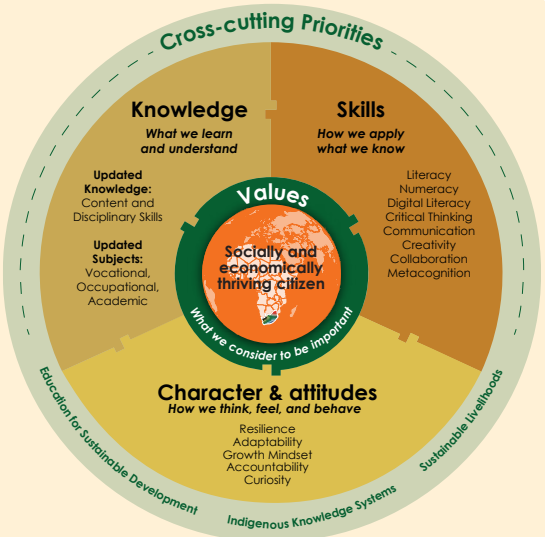 Cross-cutting Priorities
Knowledge
What we learn
and understand
Updated
Knowledge:
Content and
Disciplinary Skills
Updated
Subjects:
Vocational,
Occupational,
Academic
Skills
How we apply
what we know
Literacy
Numeracy
Digital Literacy
Critical Thinking
Communication
Creativity
Collaboration
Metacognition
Values
Socially and
economically
thriving citizen
What we consider to be important
Character & attitudes
How we think, feel, and behave
Resilience
Adaptability
Growth Mindset
Accountability
Curiosity
Education for Sustainable Development
Indigenous Knowledge Systems
Sustainable Livelihoods